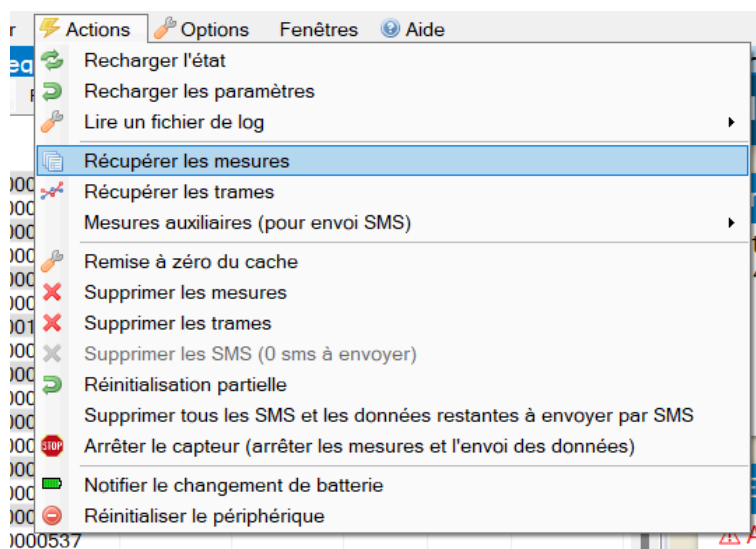 Actions Options Fenêtres Aide
Recharger l'état
Recharger les paramètres
Lire un fichier de log
Récupérer les mesures
Récupérer les trames
Mesures auxiliaires (pour envoi SMS)
Remise à zéro du cache
Supprimer les mesures
Supprimer les trames
Supprimer les SMS (0 sms à envoyer)
Réinitialisation partielle
Supprimer tous les SMS et les données restantes à envoyer par SMS
STOP Arrêter le capteur (arrêter les mesures et l'envoi des données)
Notifier le changement de batterie
Réinitialiser le périphérique
0000537